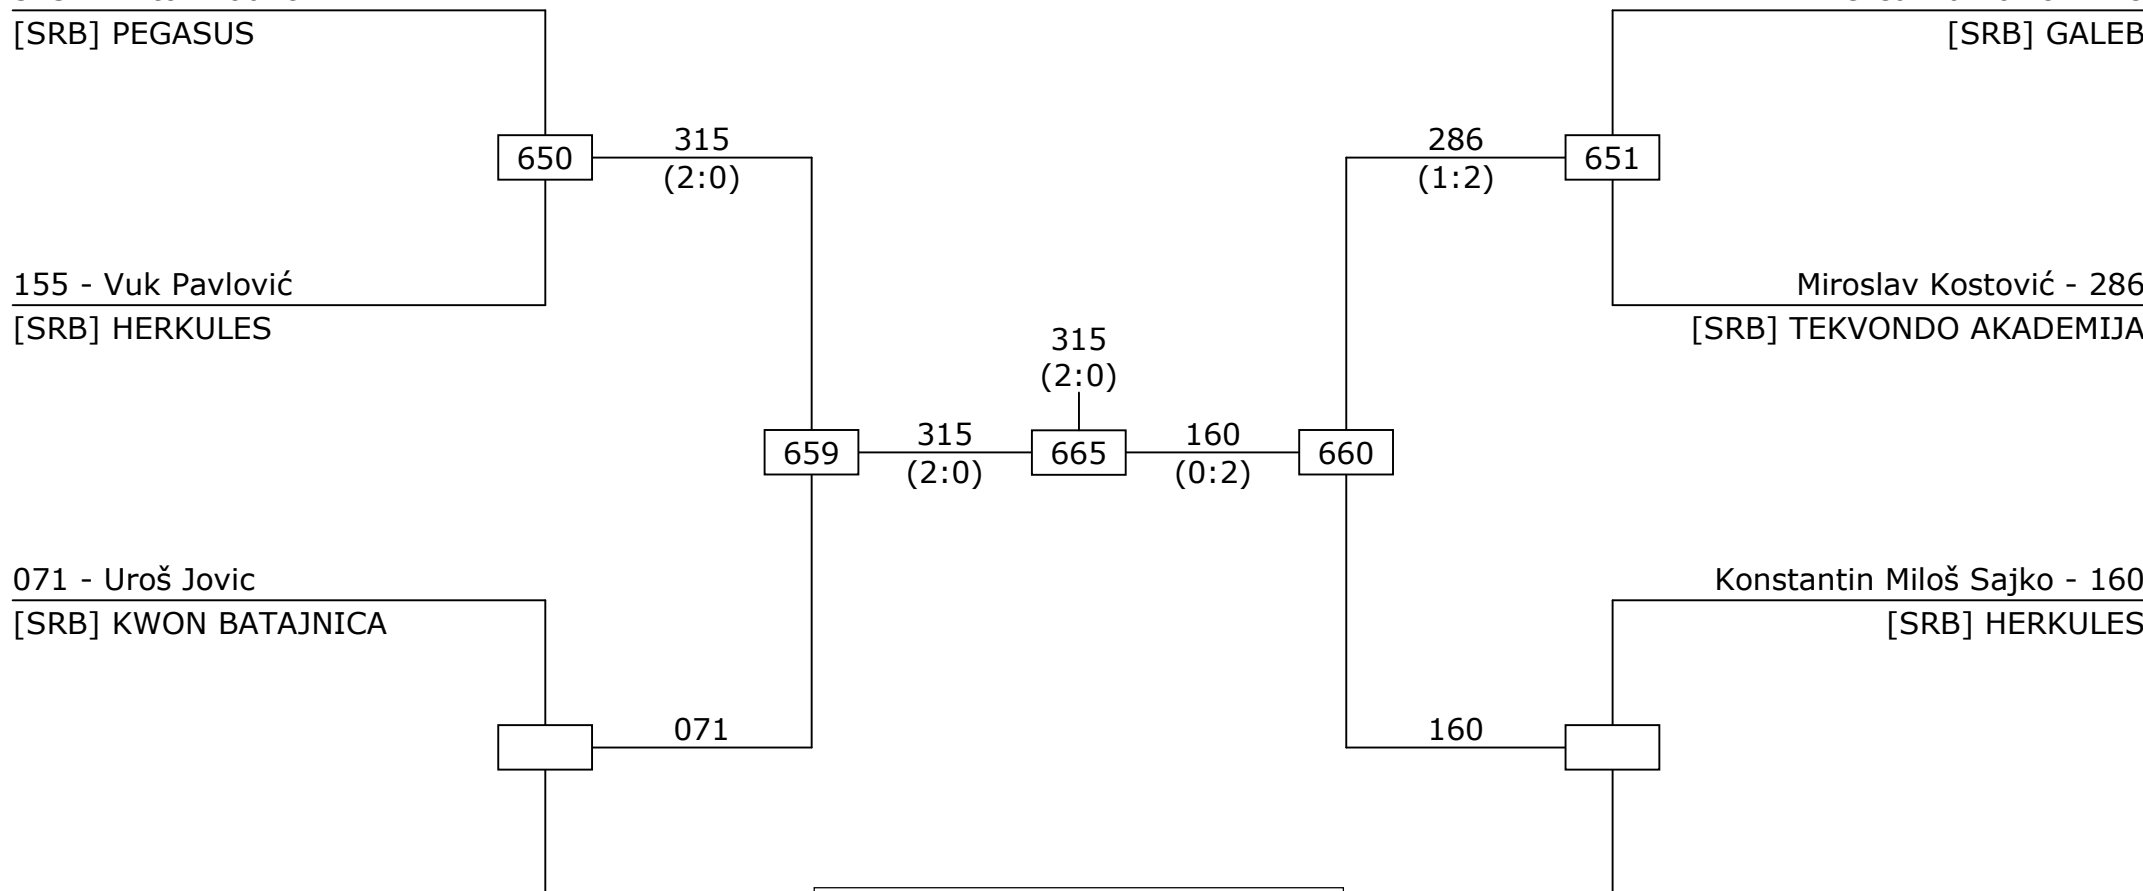 [SRB] PEGASUS
[SRB] GALEB
315
(2:0)
286
(1:2)
650
651
155 - Vuk Pavlović
[SRB] HERKULES
Miroslav Kostović - 286
[SRB] TEKVONDO AKADEMIJA
315
(2:0)
659
315
(2:0)
665
160
(0:2)
660
071 - Uroš Jovic
[SRB] KWON BATAJNICA
Konstantin Miloš Sajko - 160
[SRB] HERKULES
071
160